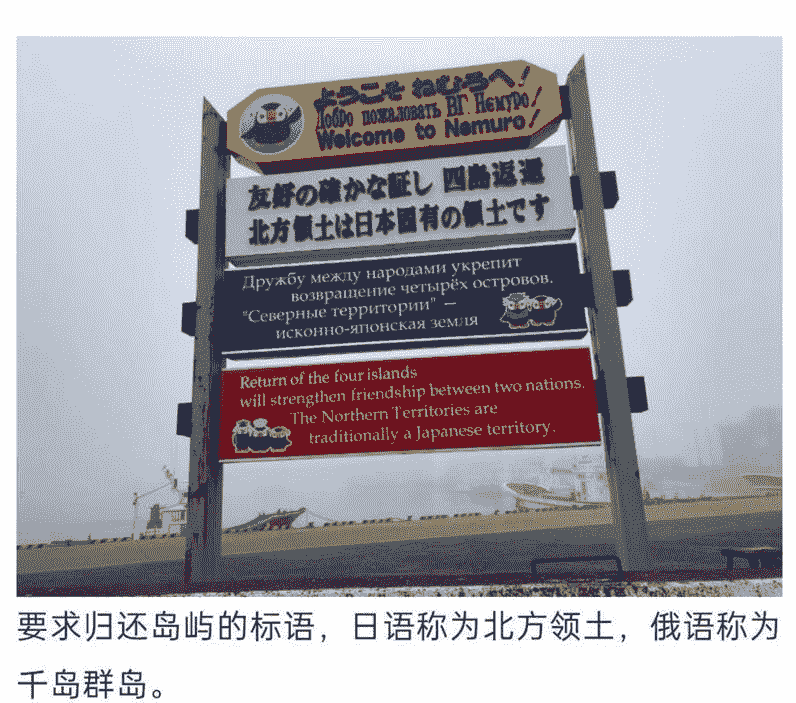 ようこそ ねむろへ!
Добро пожаловать ВГ. Немуро!
Welcome to Nemuro!
友好の確かな証し 四島返還
北方領土は日本固有の領土です
Дружбу между народами укрепит
возвращение четырёх островов.
"Северные территории" —
исконно-японская земля
Return of the four islands
will strengthen friendship between two nations.
The Northern Territories are
traditionally a Japanese territory.
要求归还岛屿的标语，日语称为北方领土，俄语称为
千岛群岛。